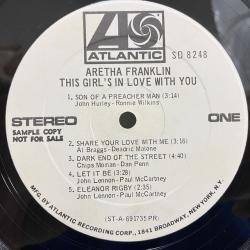 ATLANTIC
SD 8248
ARETHA FRANKLIN
THIS GIRL'S IN LOVE WITH YOU
1. SON OF A PREACHER MAN (3:14)
John Hurley-Ronnie Wilkins
STEREO
ONE
SAMPLE COPY
NOT FOR SALE
2. SHARE YOUR LOVE WITH ME (3:16)
Al Braggs-Deadric Malone
3. DARK END OF THE STREET (4:40)
Chips Moman-Dan Penn
4. LET IT BE (3:28)
John Lennon-Paul McCartney
5. ELEANOR RIGBY (2:35)
John Lennon-Paul McCartney
(ST-A-691735 PR)
MFG. BY ATLANTIC RECORDING CORP., 1841 BROADWAY, NEW YORK, N.Y.